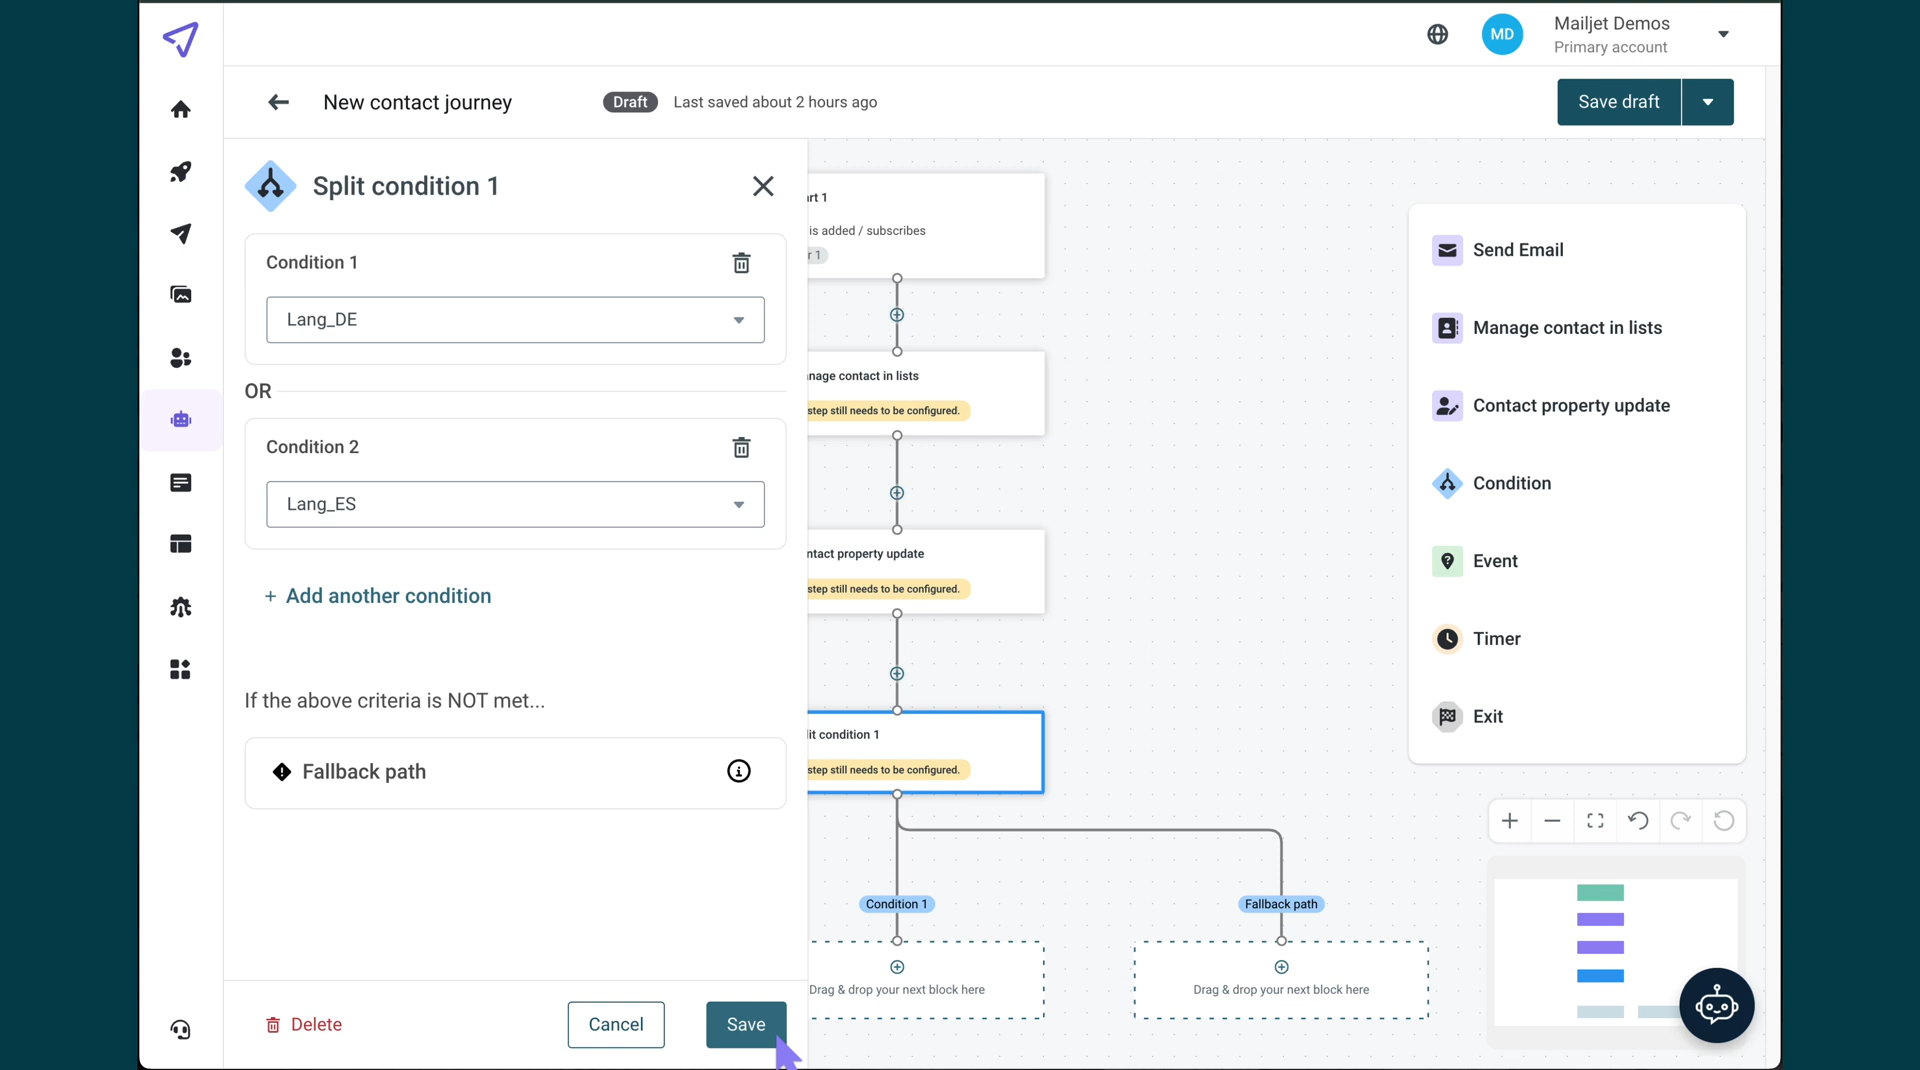 MD
Mailjet Demos
Primary account
New contact journey
Draft
Last saved about 2 hours ago
Save draft
Split condition 1
Condition 1
Lang_DE
OR
Condition 2
Lang_ES
+ Add another condition
If the above criteria is NOT met...
Fallback path
Delete
Cancel
Save
rt 1
is added / subscribes
r 1
nage contact in lists
step still needs to be configured.
ntact property update
step still needs to be configured.
lit condition 1
step still needs to be configured.
Condition 1
Fallback path
Drag & drop your next block here
Drag & drop your next block here
Send Email
Manage contact in lists
Contact property update
Condition
Event
Timer
Exit